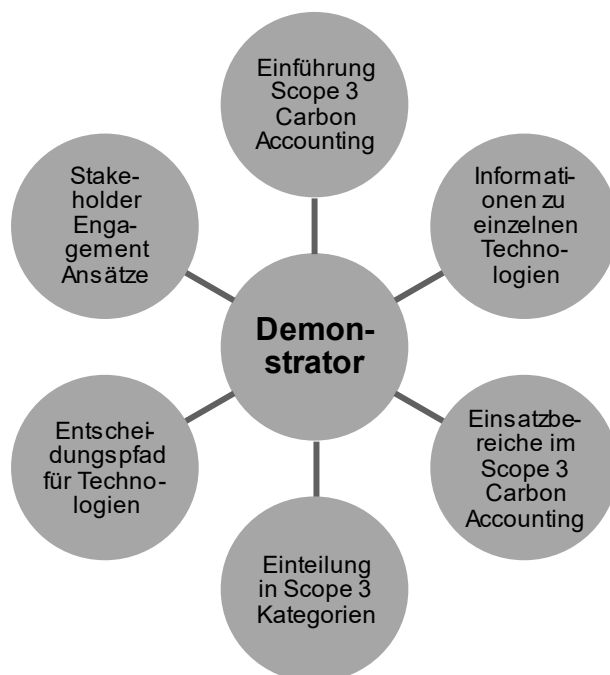 Einführung
Scope 3
Carbon
Accounting
Informati-
onen zu
einzelnen
Techno-
logien
Einsatzbe-
reiche im
Scope 3
Carbon
Accounting
Einteilung
in Scope 3
Kategorien
Entschei-
dungspfad
für Techno-
logien
Stake-
holder
Enga-
gement
Ansätze
Demon-
strator